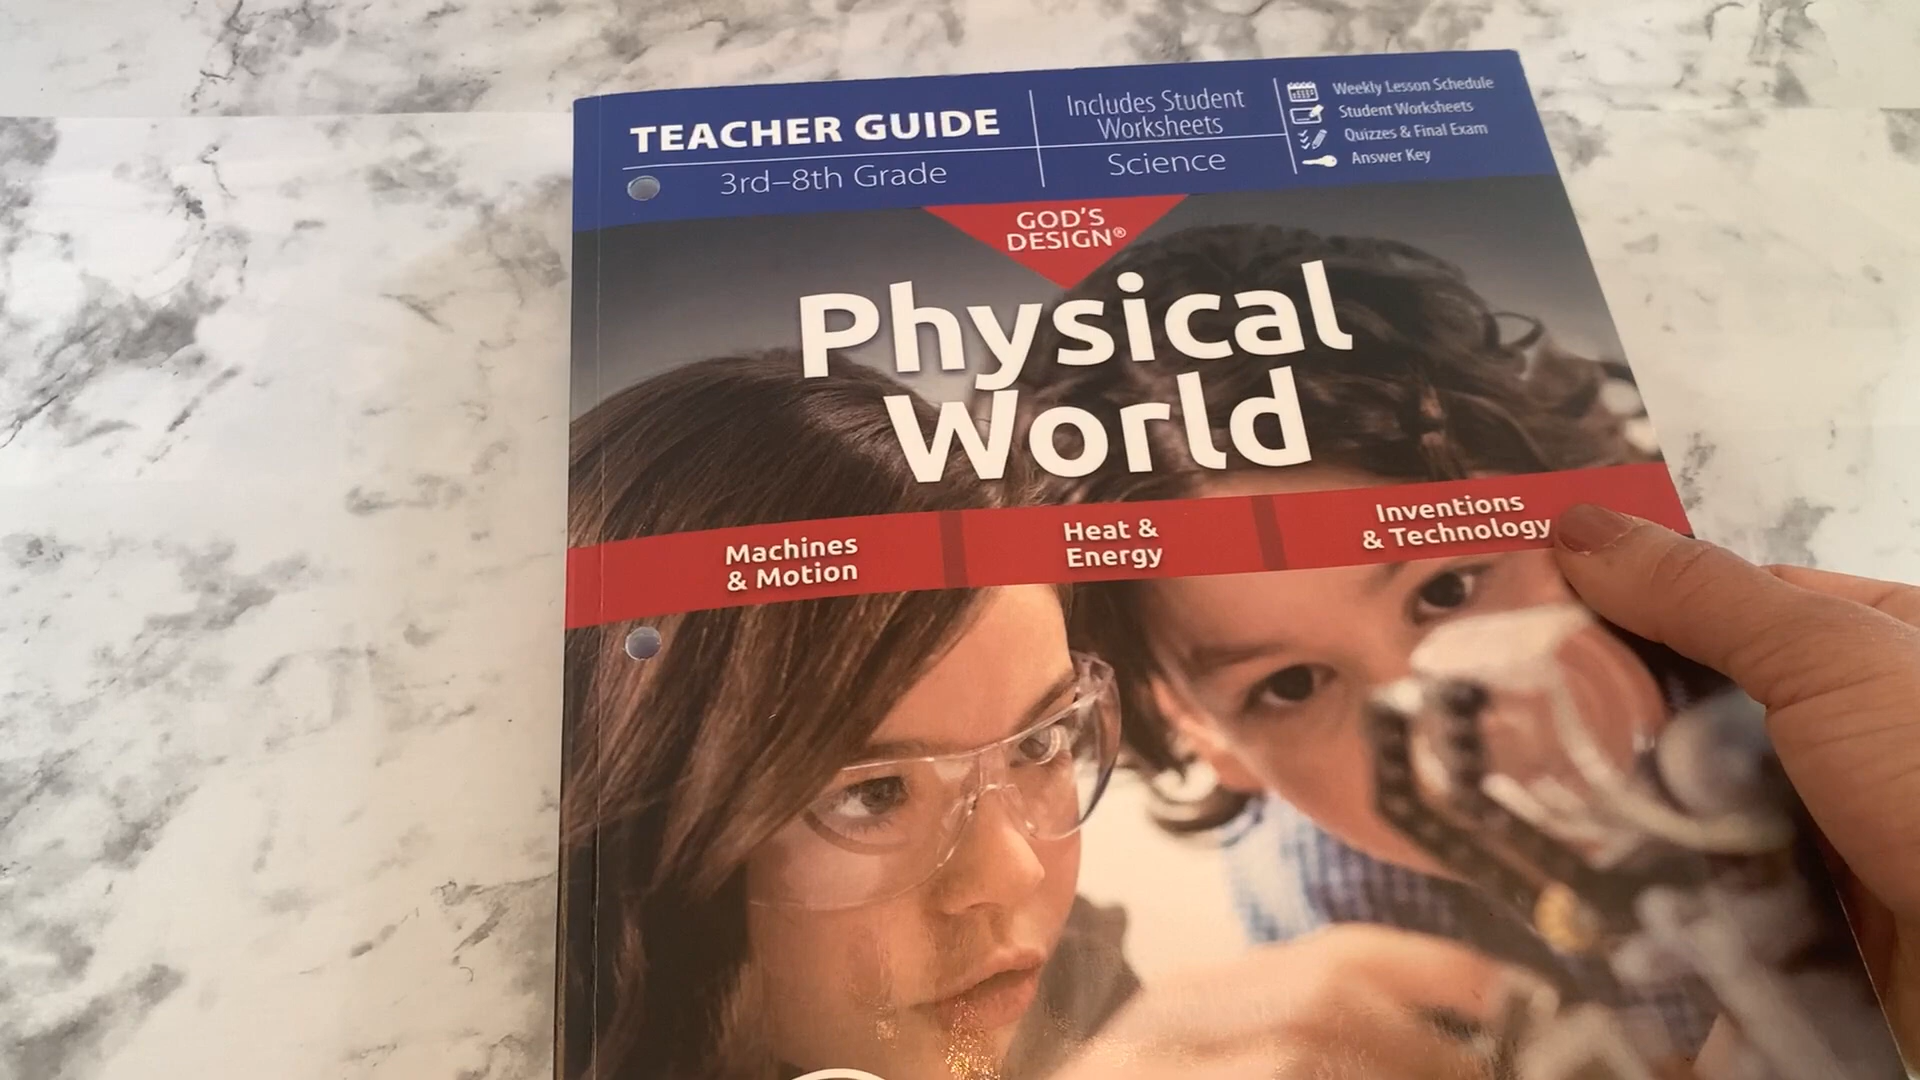 TEACHER GUIDE
3rd–8th Grade
Includes Student
Worksheets
Science
Weekly Lesson Schedule
Student Worksheets
Quizzes & Final Exam
Answer Key
GOD'S
DESIGN®
Physical
World
Machines
& Motion
Heat &
Energy
Inventions
& Technology